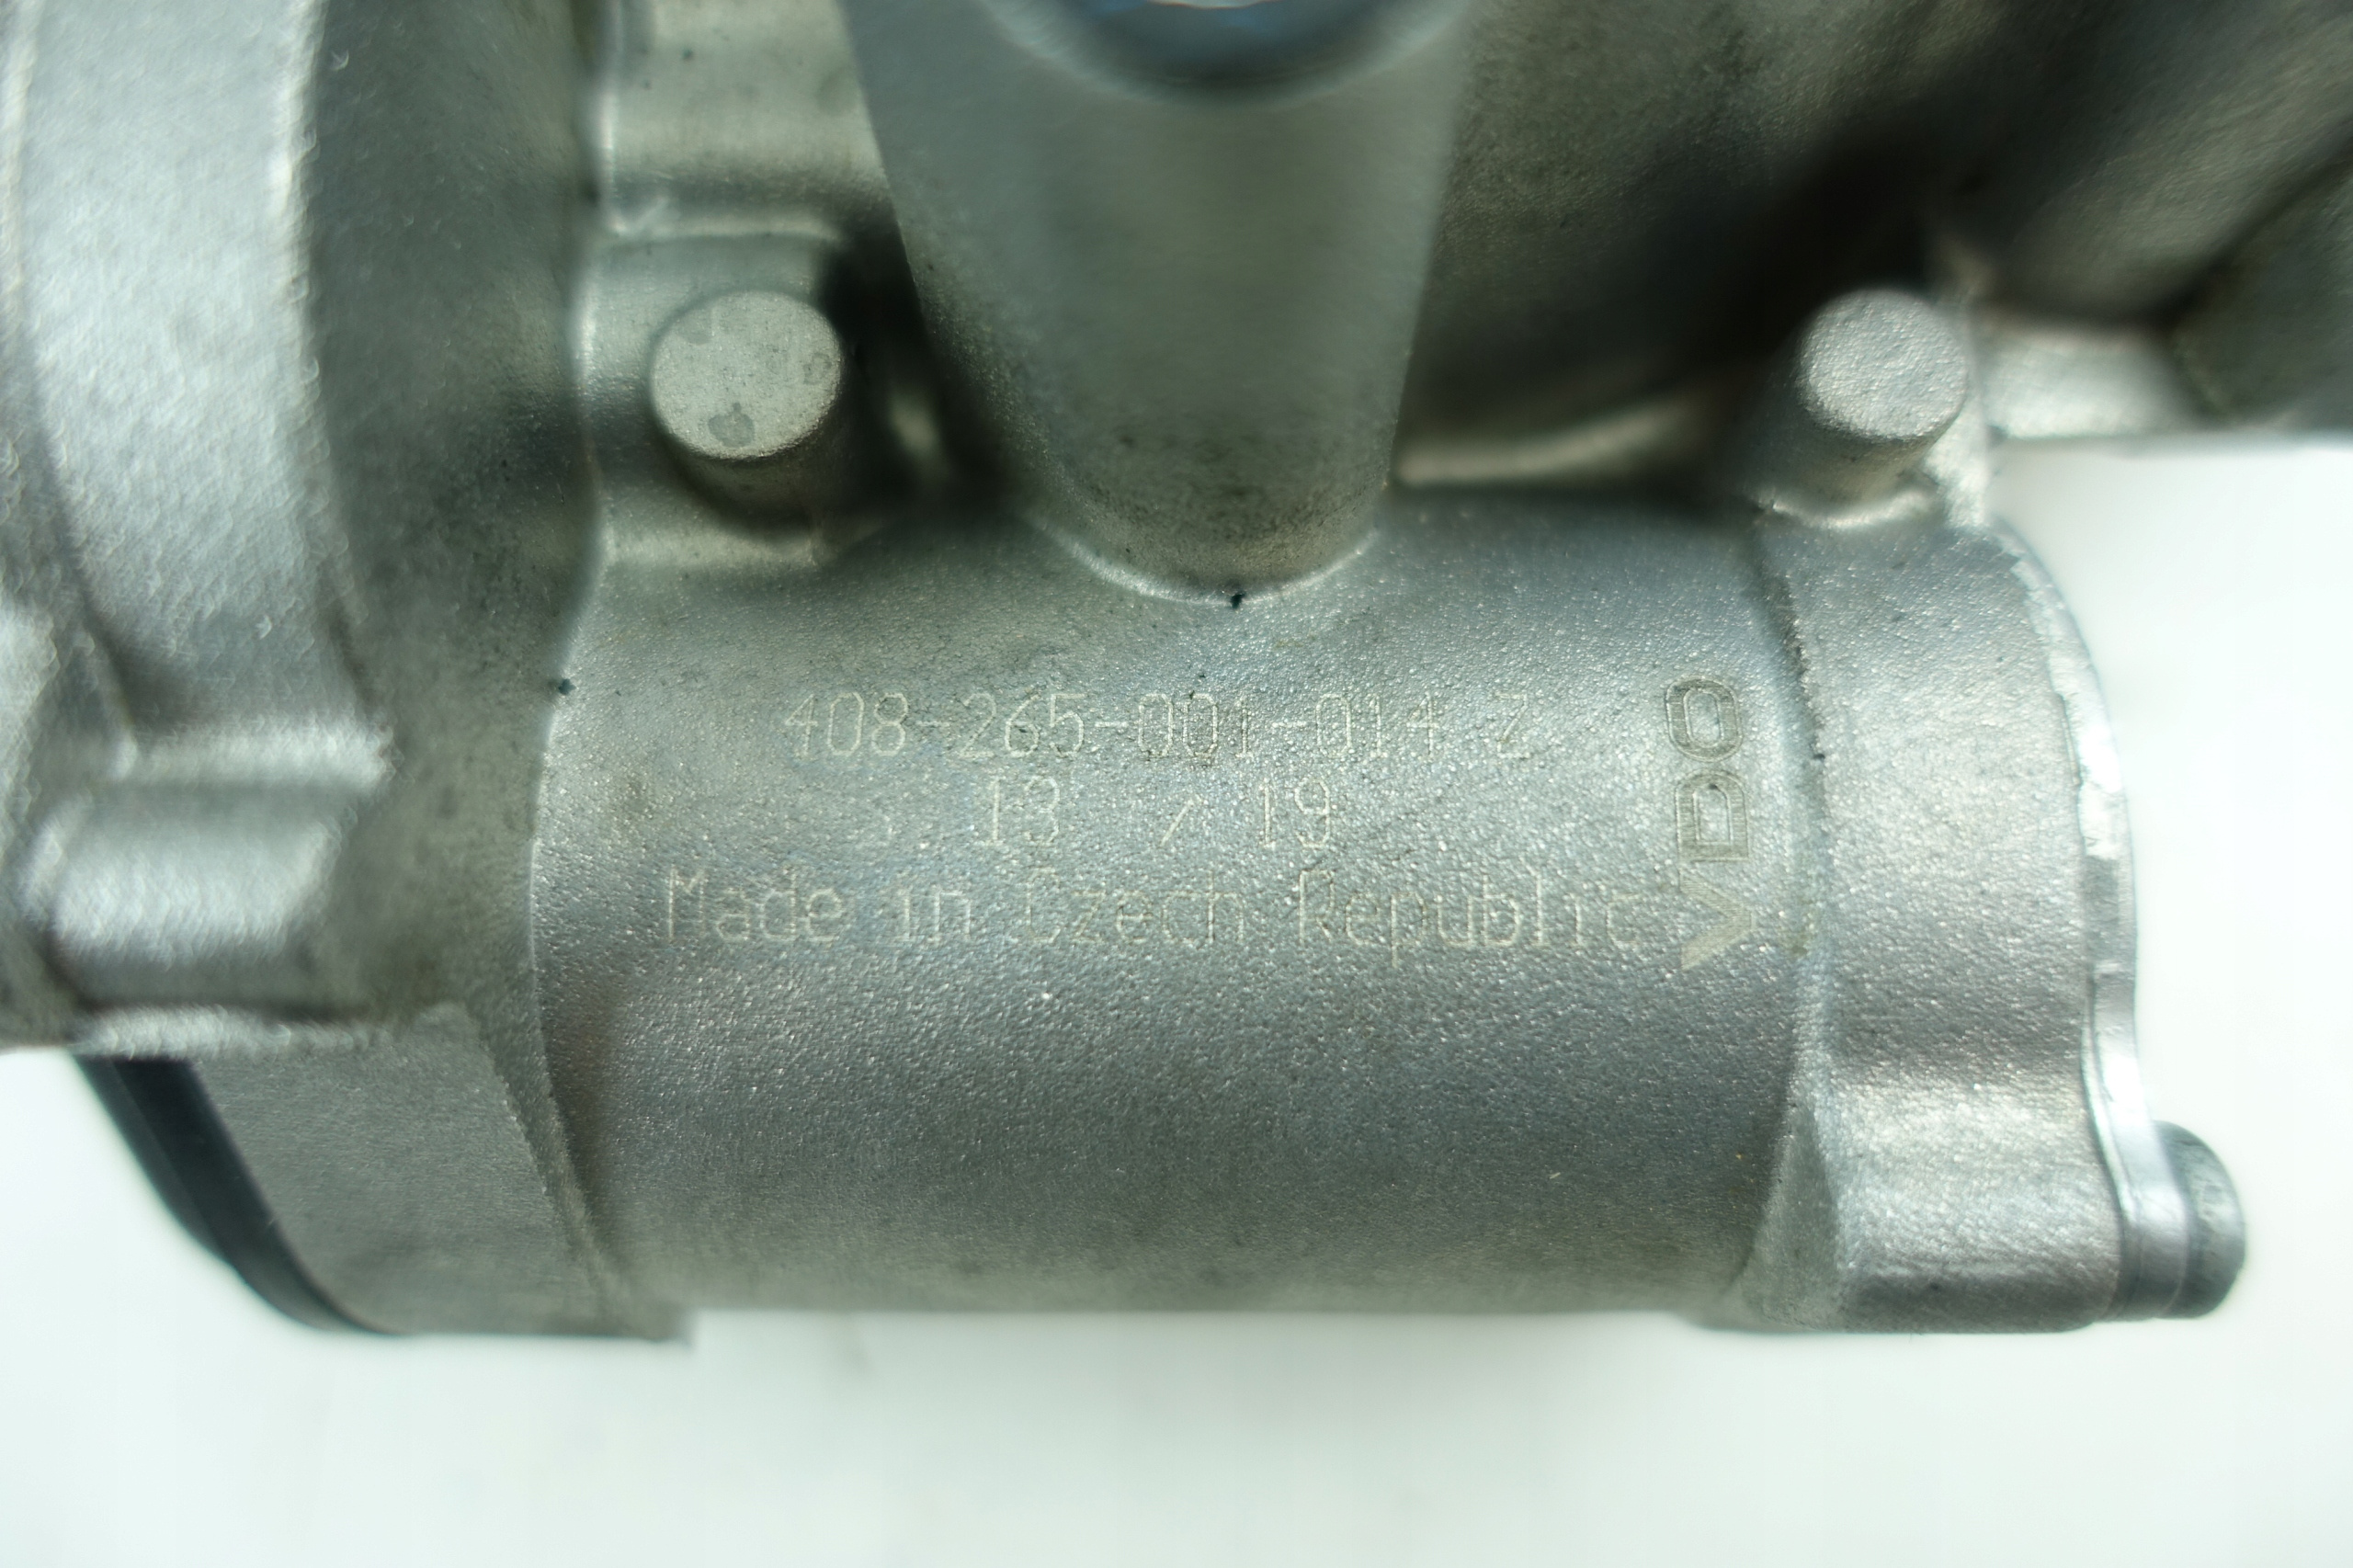 408-265-001-014 Z
13 / 19
Made in Czech Republic
VDO